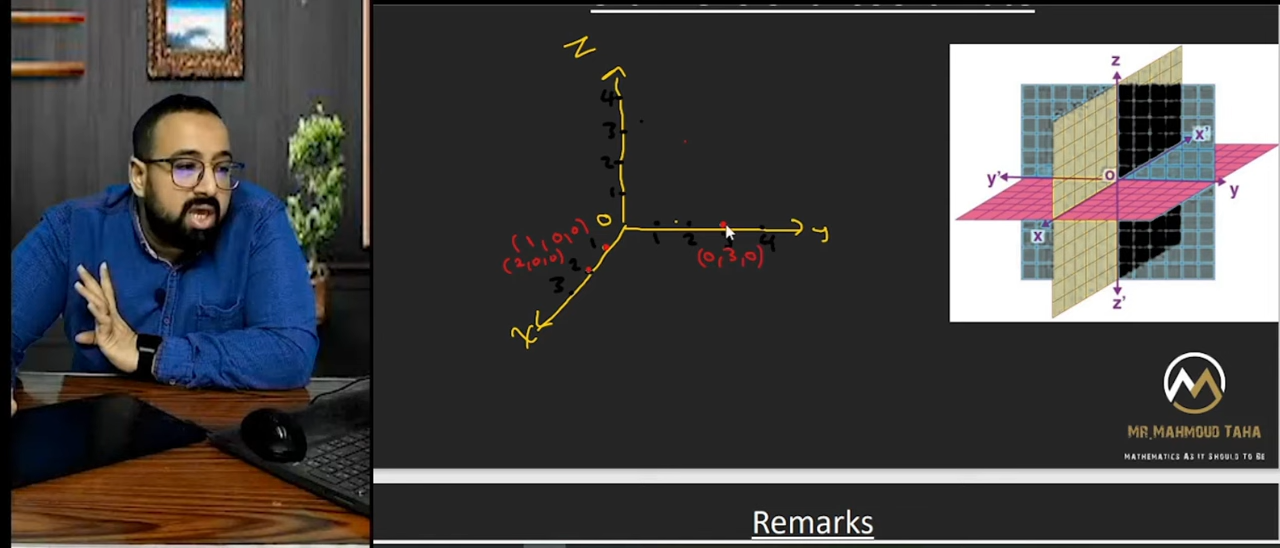 z
4
3
2
1
0
1 2 3 4 y
(1,0,0) 1
(2,0,0) 2
(0,3,0)
3
x
z
x'
y' o y
x
z'
MR.MAHMOUD TAHA
MATHEMATICS AS IT SHOULD TO BE
Remarks